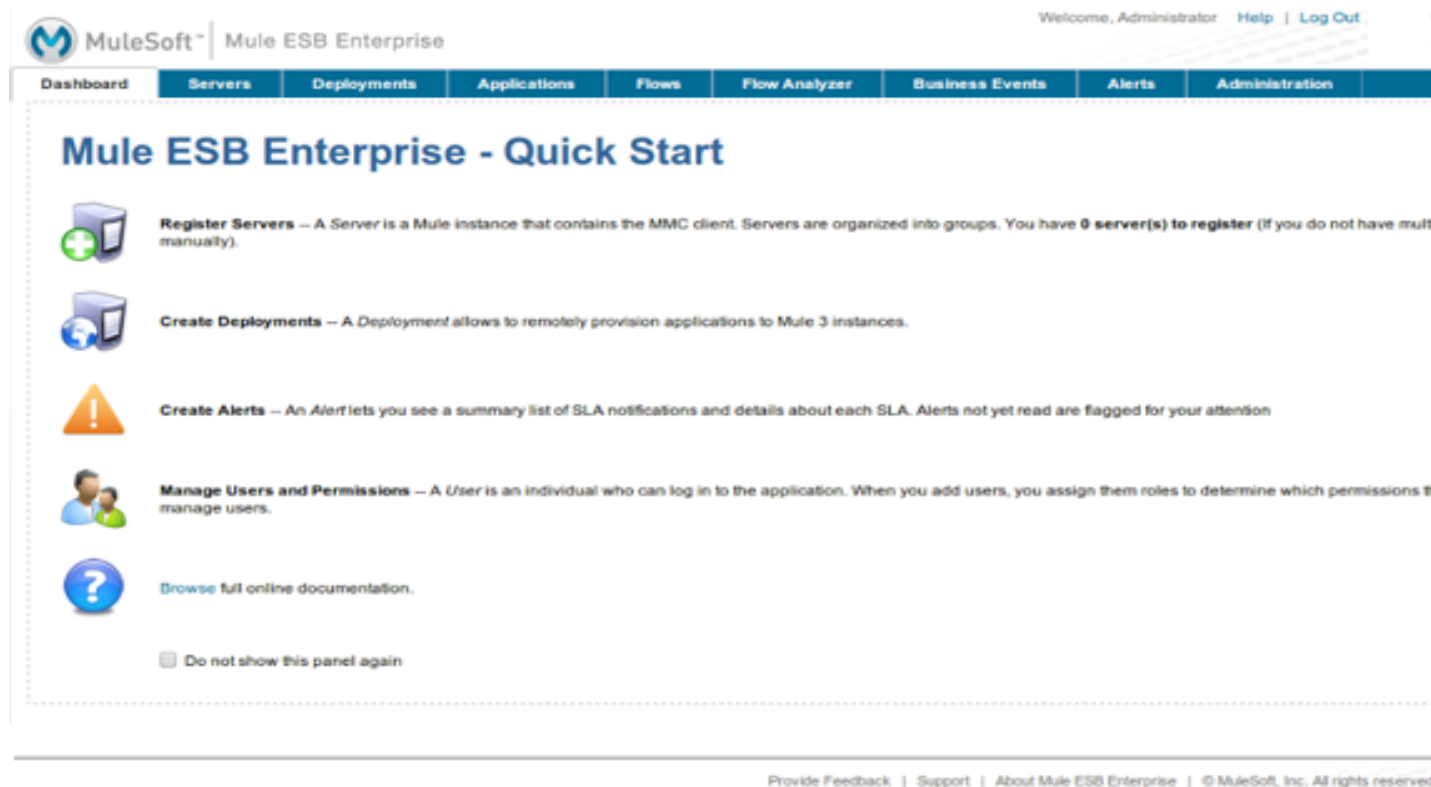 Welcome, Administrator Help | Log Out
MuleSoft™ | Mule ESB Enterprise
Dashboard Servers Deployments Applications Flows Flow Analyzer Business Events Alerts Administration
Mule ESB Enterprise - Quick Start
Register Servers -- A Server is a Mule instance that contains the MMC client. Servers are organized into groups. You have 0 server(s) to register (If you do not have mult
manually).
Create Deployments -- A Deployment allows to remotely provision applications to Mule 3 instances.
Create Alerts -- An Alert lets you see a summary list of SLA notifications and details about each SLA. Alerts not yet read are flagged for your attention
Manage Users and Permissions -- A User is an individual who can log in to the application. When you add users, you assign them roles to determine which permissions th
manage users.
Browse full online documentation.
Do not show this panel again
Provide Feedback | Support | About Mule ESB Enterprise | © MuleSoft, Inc. All rights reserved